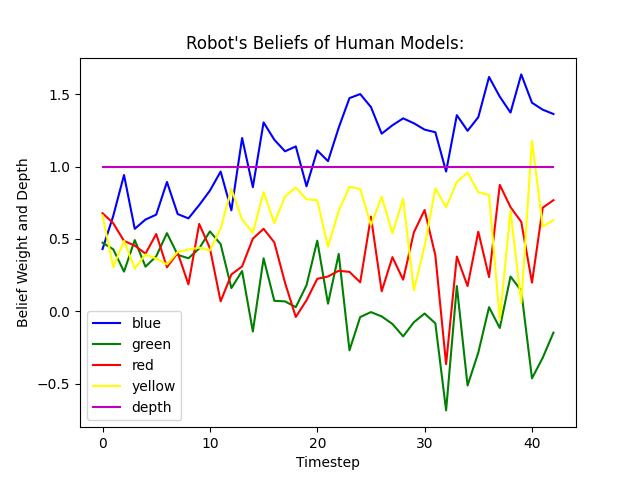 Robot's Beliefs of Human Models:
Belief Weight and Depth
1.5
1.0
0.5
0.0
−0.5
blue
green
red
yellow
depth
0 10 20 30 40
Timestep